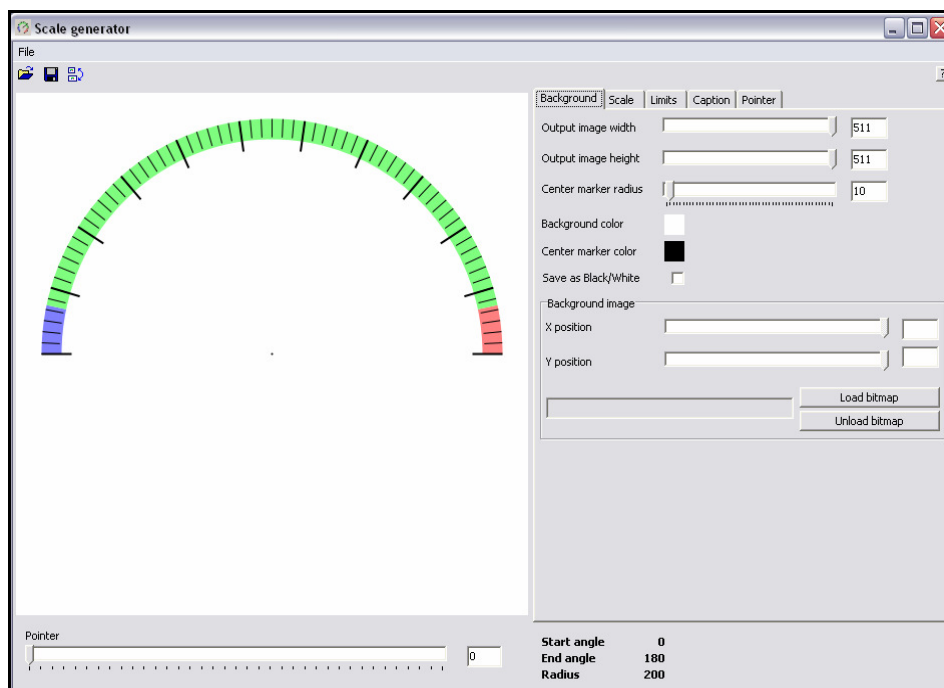 Scale generator
File
?
Background Scale Limits Caption Pointer
Output image width 511
Output image height 511
Center marker radius 10
Background color
Center marker color
Save as Black/White
Background image
X position
Y position
Load bitmap
Unload bitmap
Pointer
0
Start angle 0
End angle 180
Radius 200